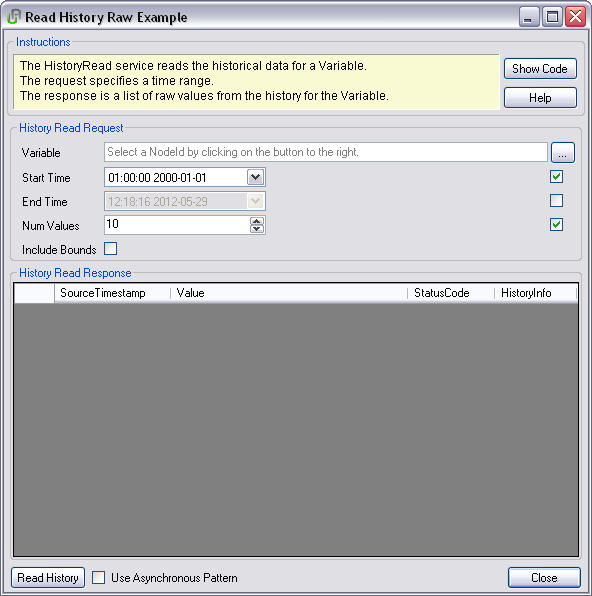 Read History Raw Example
Instructions
The HistoryRead service reads the historical data for a Variable.
The request specifies a time range.
The response is a list of raw values from the history for the Variable.
Show Code
Help
History Read Request
Variable
Select a NodeId by clicking on the button to the right.
...
Start Time
01:00:00 2000-01-01
End Time
12:18:16 2012-05-29
Num Values
10
Include Bounds
History Read Response
SourceTimestamp
Value
StatusCode
HistoryInfo
Read History
Use Asynchronous Pattern
Close